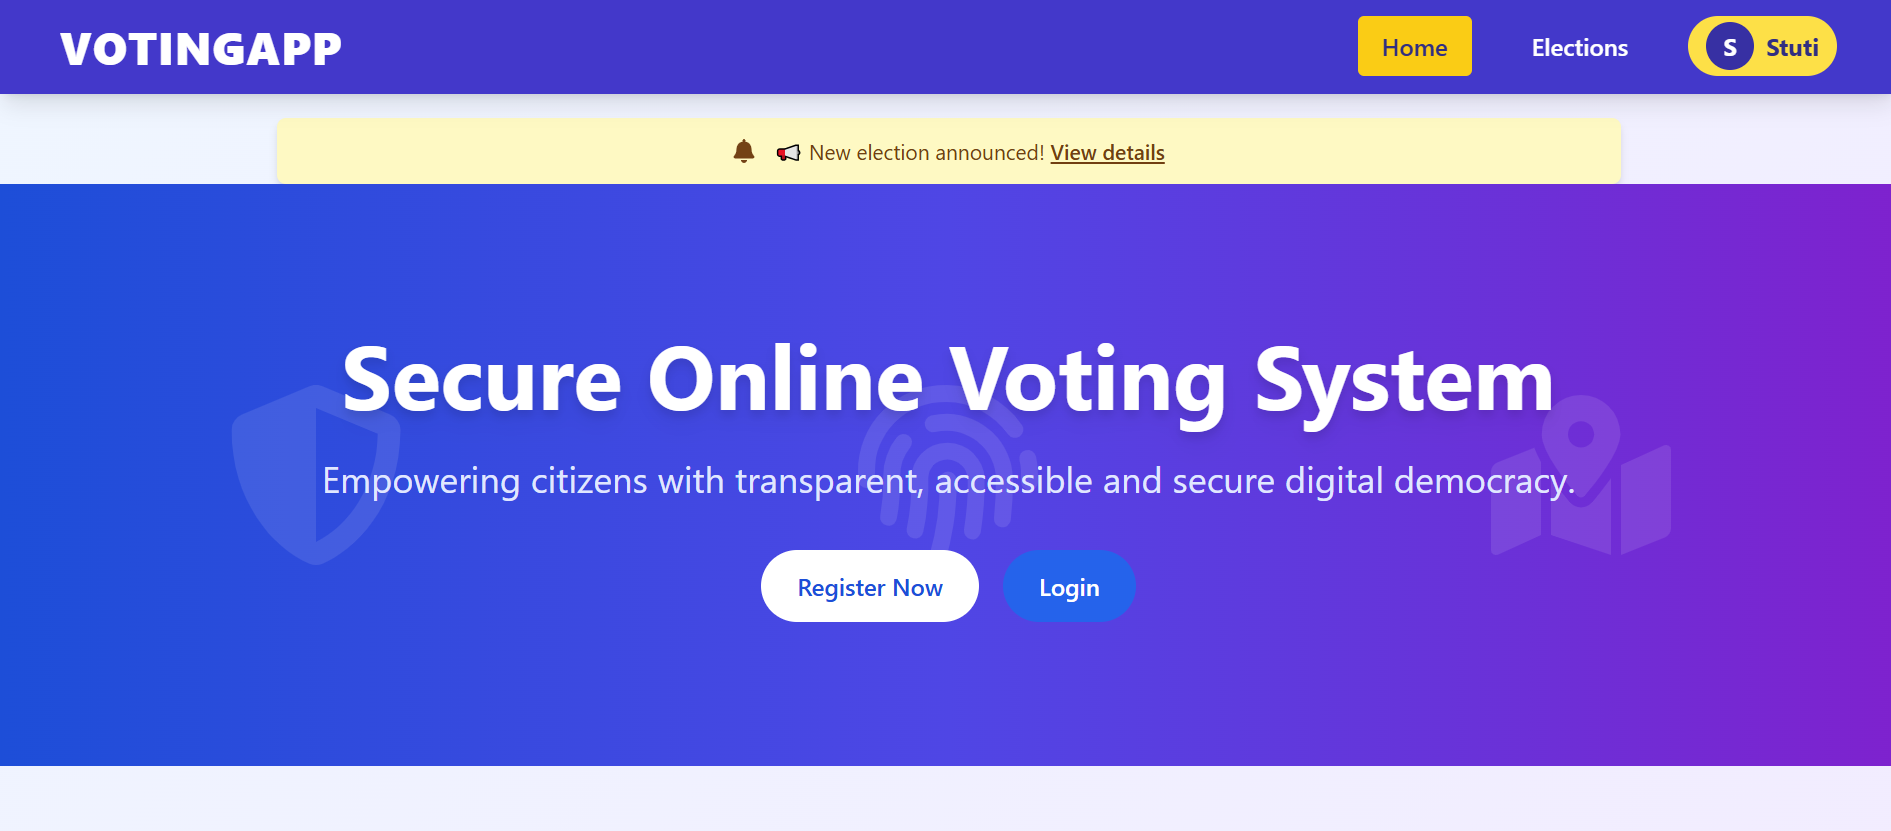 VOTINGAPP
Home
Elections
S
Stuti
New election announced! View details
Secure Online Voting System
Empowering citizens with transparent, accessible and secure digital democracy.
Register Now
Login